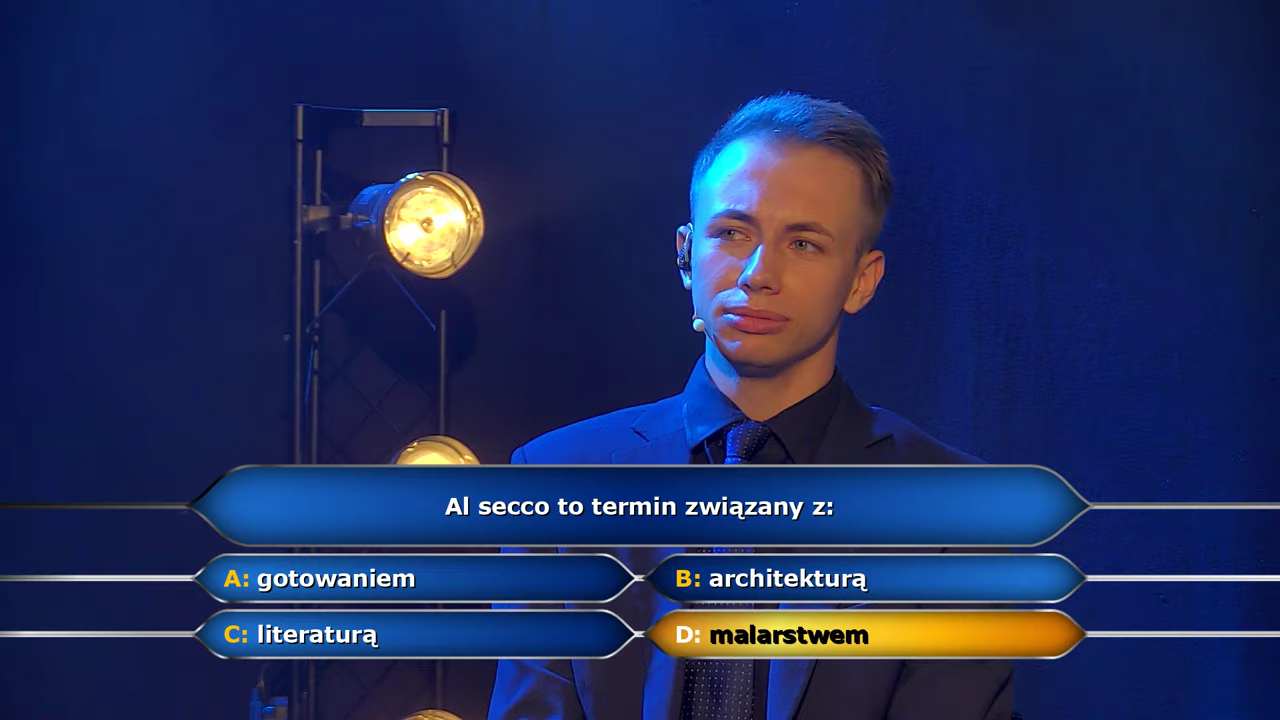 Al secco to termin związany z:
A: gotowaniem
B: architekturą
C: literaturą
D: malarstwem